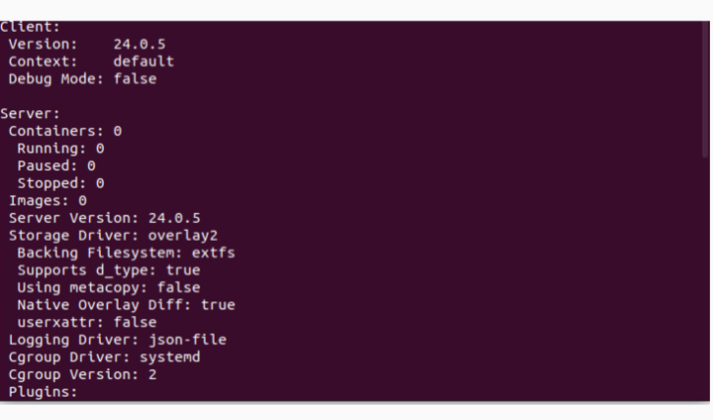 Client:
 Version:    24.0.5
 Context:    default
 Debug Mode: false

Server:
 Containers: 0
  Running: 0
  Paused: 0
  Stopped: 0
 Images: 0
 Server Version: 24.0.5
 Storage Driver: overlay2
  Backing Filesystem: extfs
  Supports d_type: true
  Using metacopy: false
  Native Overlay Diff: true
  userxattr: false
 Logging Driver: json-file
 Cgroup Driver: systemd
 Cgroup Version: 2
 Plugins: